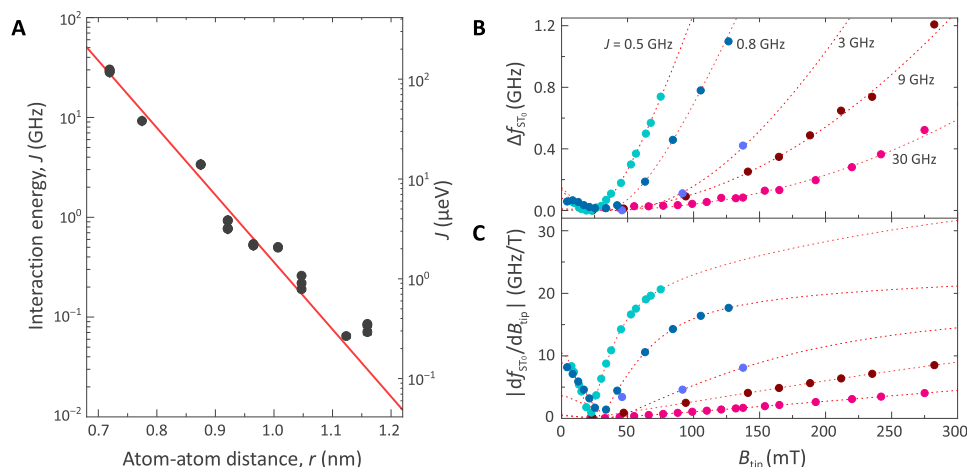 A
Interaction energy, J (GHz)
10²
10¹
10⁰
10⁻¹
10⁻²
0.7 0.8 0.9 1.0 1.1 1.2
Atom-atom distance, r (nm)
10²
10¹
10⁰
10⁻¹
J (µeV)
B
Δf_ST₀ (GHz)
1.2
0.8
0.4
0.0
J = 0.5 GHz
0.8 GHz
3 GHz
9 GHz
30 GHz
C
|df_ST₀/dB_tip| (GHz/T)
30
20
10
0
0 50 100 150 200 250 300
B_tip (mT)